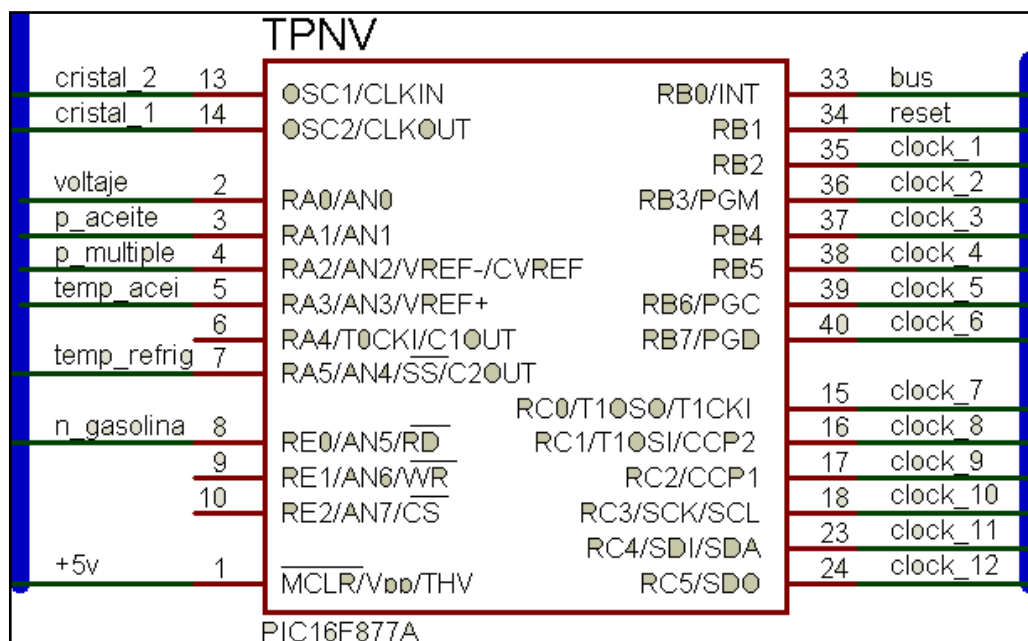 TPNV
cristal_2 13 OSC1/CLKIN RB0/INT 33 bus
cristal_1 14 OSC2/CLKOUT RB1 34 reset
RB2 35 clock_1
voltaje 2 RA0/AN0 RB3/PGM 36 clock_2
p_aceite 3 RA1/AN1 RB4 37 clock_3
p_multiple 4 RA2/AN2/VREF-/CVREF RB5 38 clock_4
temp_acei 5 RA3/AN3/VREF+ RB6/PGC 39 clock_5
6 RA4/T0CKI/C1OUT RB7/PGD 40 clock_6
temp_refrig 7 RA5/AN4/SS/C2OUT
RC0/T1OSO/T1CKI 15 clock_7
n_gasolina 8 RE0/AN5/RD RC1/T1OSI/CCP2 16 clock_8
9 RE1/AN6/WR RC2/CCP1 17 clock_9
10 RE2/AN7/CS RC3/SCK/SCL 18 clock_10
RC4/SDI/SDA 23 clock_11
+5v 1 MCLR/Vpp/THV RC5/SDO 24 clock_12
PIC16F877A